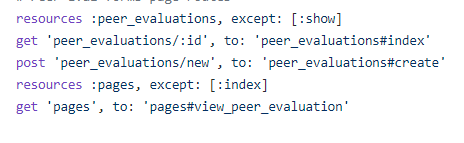 resources :peer_evaluations, except: [:show]
get 'peer_evaluations/:id', to: 'peer_evaluations#index'
post 'peer_evaluations/new', to: 'peer_evaluations#create'
resources :pages, except: [:index]
get 'pages', to: 'pages#view_peer_evaluation'